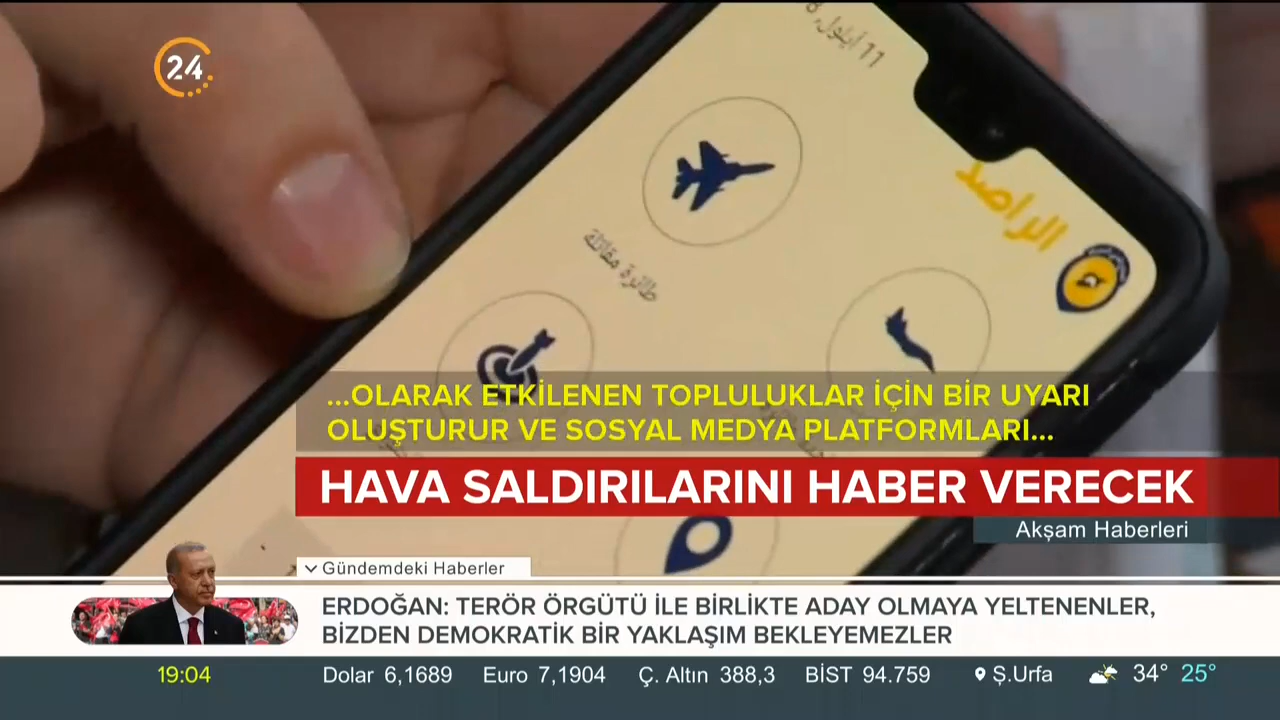 24
11 أيلول, 8
الراصد
طائرة مقاتلة
...OLARAK ETKİLENEN TOPLULUKLAR İÇİN BİR UYARI
OLUŞTURUR VE SOSYAL MEDYA PLATFORMLARI...
HAVA SALDIRILARINI HABER VERECEK
Akşam Haberleri
Gündemdeki Haberler
ERDOĞAN: TERÖR ÖRGÜTÜ İLE BİRLİKTE ADAY OLMAYA YELTENENLER,
BİZDEN DEMOKRATİK BİR YAKLAŞIM BEKLEYEMEZLER
19:04 Dolar 6,1689 Euro 7,1904 Ç. Altın 388,3 BİST 94.759 Ş.Urfa 34° 25°